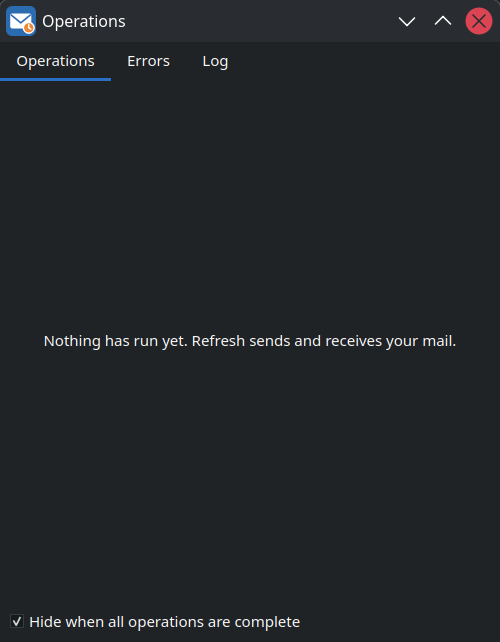 Operations
Operations Errors Log
Nothing has run yet. Refresh sends and receives your mail.
Hide when all operations are complete